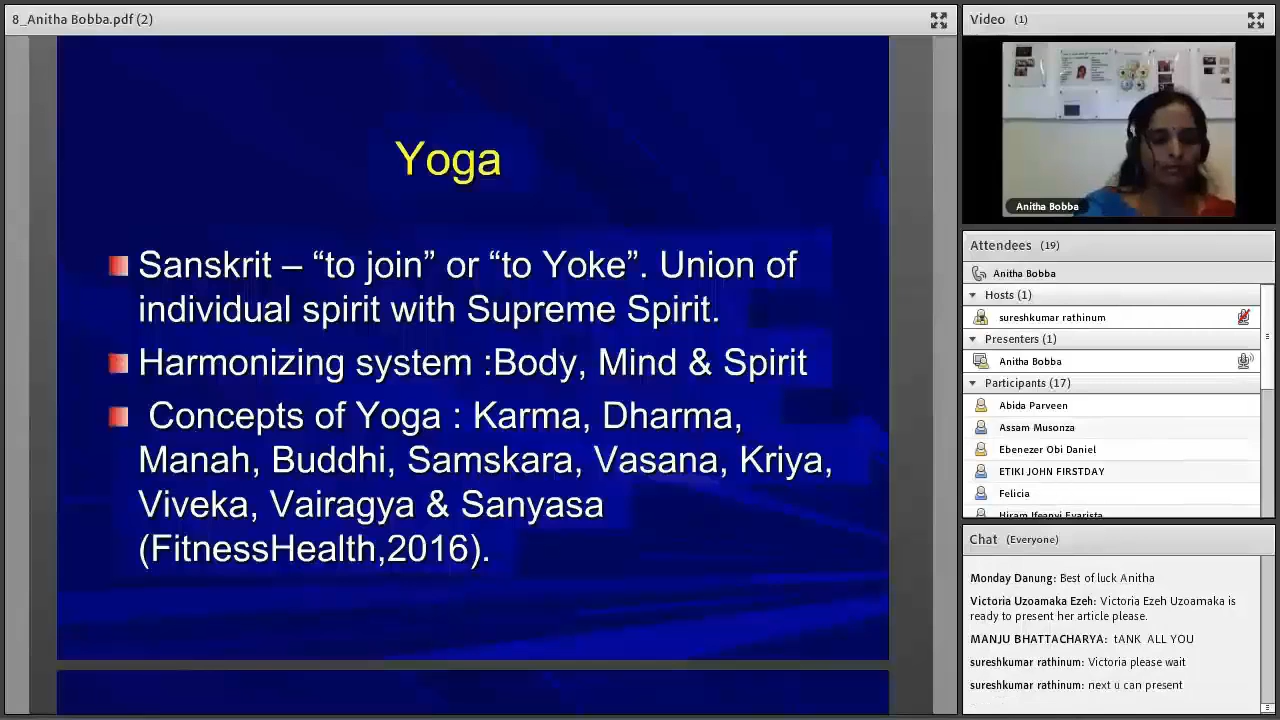 8_Anitha Bobba.pdf (2)
Yoga
Sanskrit – “to join” or “to Yoke”. Union of
individual spirit with Supreme Spirit.
Harmonizing system :Body, Mind & Spirit
Concepts of Yoga : Karma, Dharma,
Manah, Buddhi, Samskara, Vasana, Kriya,
Viveka, Vairagya & Sanyasa
(FitnessHealth,2016).
Video (1)
Anitha Bobba
Attendees (19)
Anitha Bobba
Hosts (1)
sureshkumar rathinum
Presenters (1)
Anitha Bobba
Participants (17)
Abida Parveen
Assam Musonza
Ebenezer Obi Daniel
ETIKI JOHN FIRSTDAY
Felicia
Hiram Ifeanyi Evarista
Chat (Everyone)
Monday Danung: Best of luck Anitha
Victoria Uzoamaka Ezeh: Victoria Ezeh Uzoamaka is
ready to present her article please.
MANJU BHATTACHARYA: tANK ALL YOU
sureshkumar rathinum: Victoria please wait
sureshkumar rathinum: next u can present